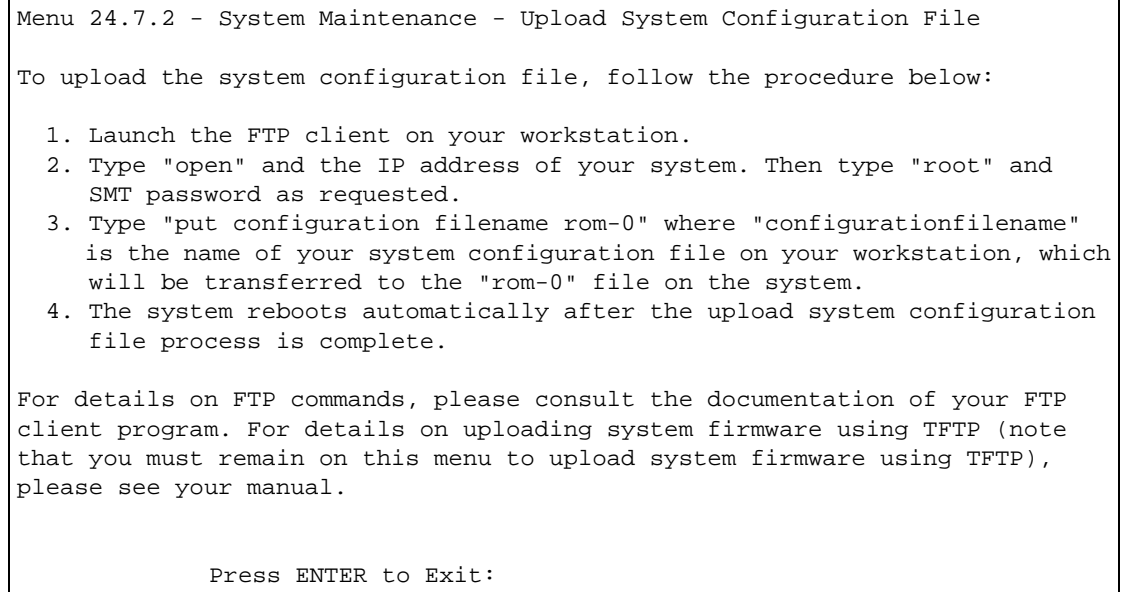 Menu 24.7.2 - System Maintenance - Upload System Configuration File
To upload the system configuration file, follow the procedure below:
1. Launch the FTP client on your workstation.
2. Type "open" and the IP address of your system. Then type "root" and
SMT password as requested.
3. Type "put configuration filename rom-0" where "configurationfilename"
is the name of your system configuration file on your workstation, which
will be transferred to the "rom-0" file on the system.
4. The system reboots automatically after the upload system configuration
file process is complete.
For details on FTP commands, please consult the documentation of your FTP
client program. For details on uploading system firmware using TFTP (note
that you must remain on this menu to upload system firmware using TFTP),
please see your manual.
Press ENTER to Exit: